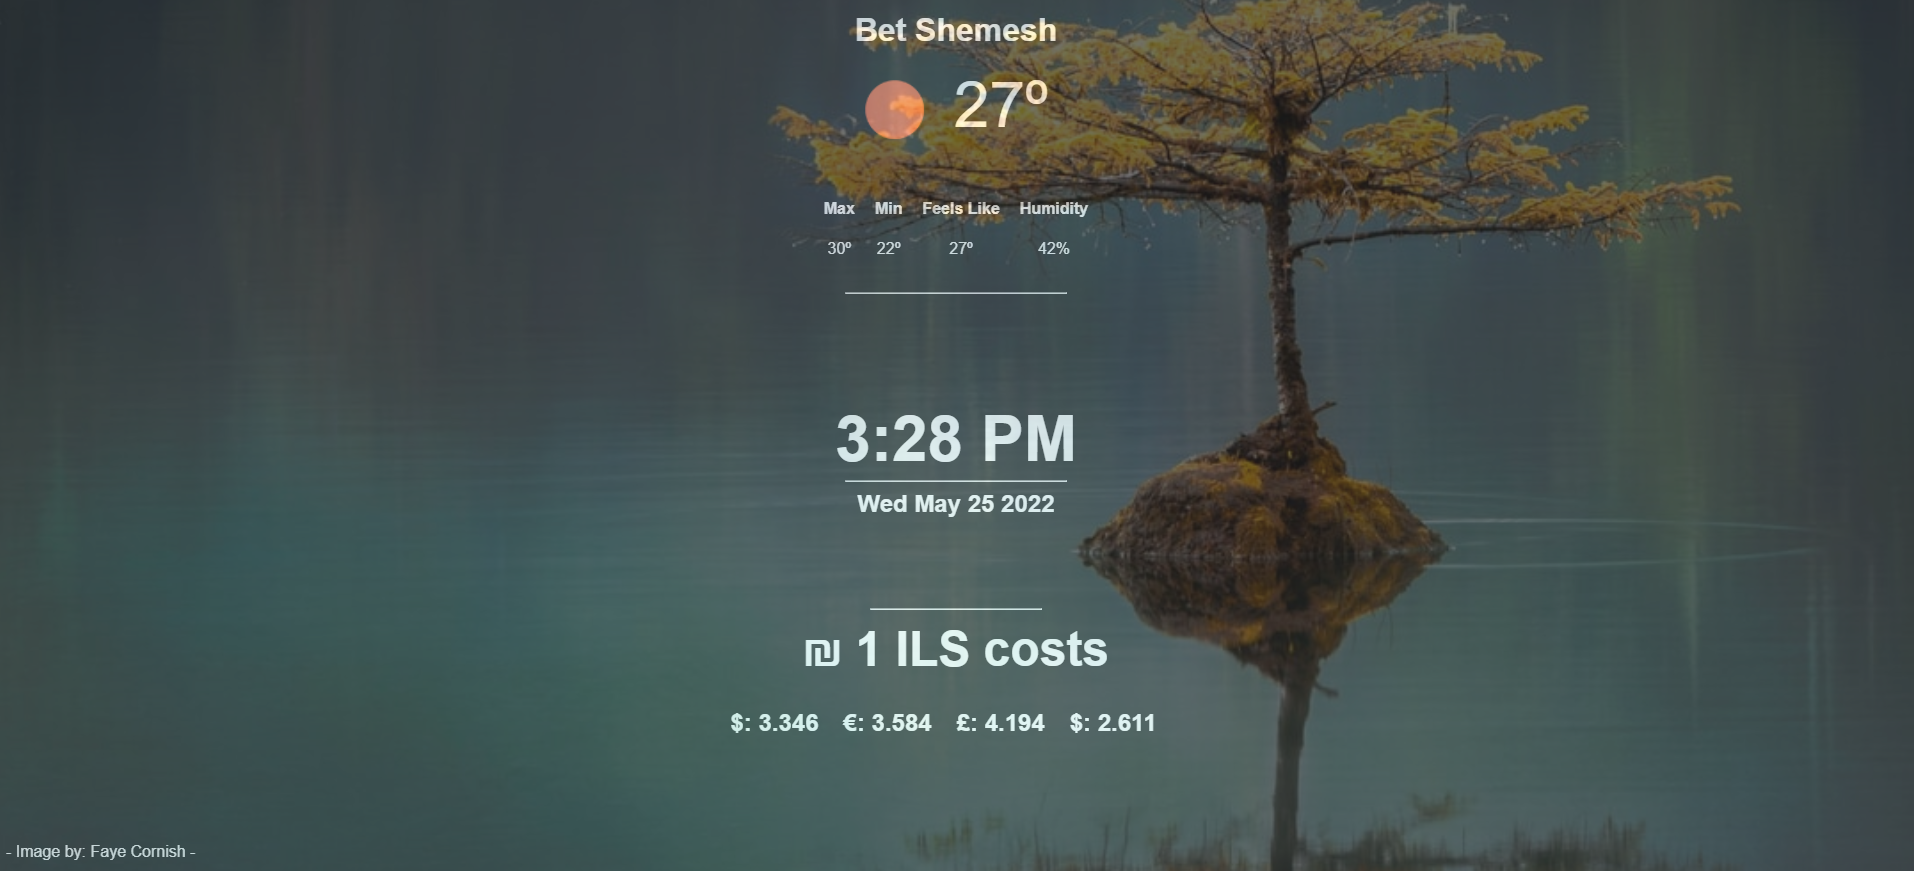 Bet Shemesh
27º
Max Min Feels Like Humidity
30º 22º 27º 42%
3:28 PM
Wed May 25 2022
₪ 1 ILS costs
$: 3.346 €: 3.584 £: 4.194 $: 2.611
- Image by: Faye Cornish -